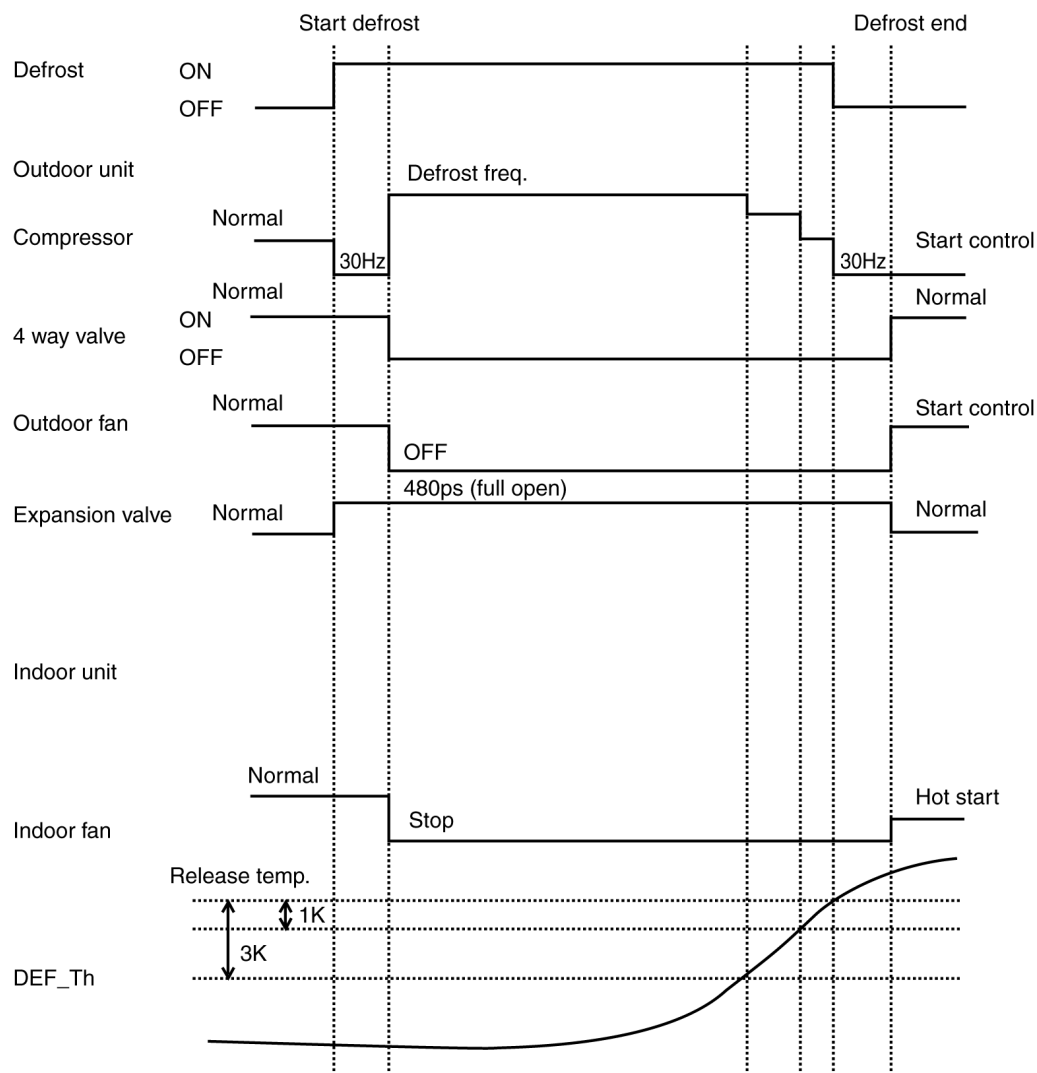 Start defrost
Defrost end
Defrost
ON
OFF
Outdoor unit
Defrost freq.
Normal
Compressor
30Hz
30Hz
Start control
Normal
Normal
ON
4 way valve
OFF
Normal
Start control
Outdoor fan
OFF
480ps (full open)
Expansion valve
Normal
Normal
Indoor unit
Normal
Hot start
Stop
Indoor fan
Release temp.
1K
3K
DEF_Th